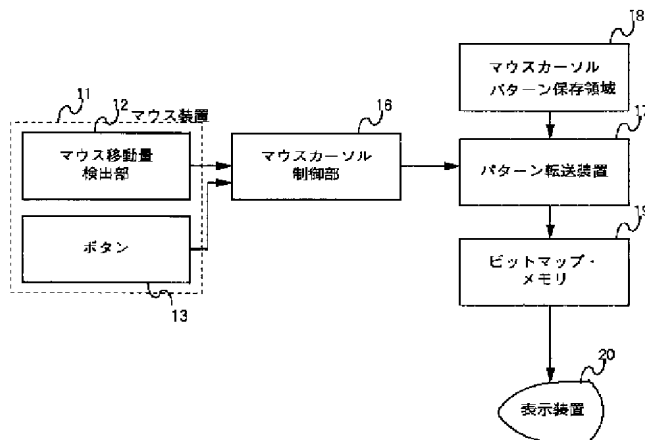 18
マウスカーソル
パターン保存領域
11
12
マウス装置
マウス移動量
検出部
16
マウスカーソル
制御部
17
パターン転送装置
ボタン
13
19
ビットマップ・
メモリ
20
表示装置